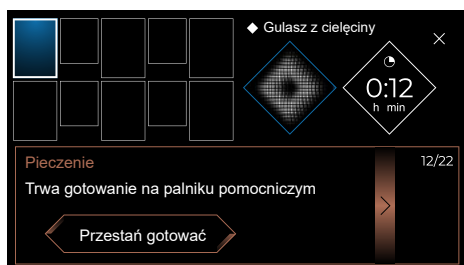 Gulasz z cielęciny
0:12
h min
Pieczenie
12/22
Trwa gotowanie na palniku pomocniczym
Przestań gotować